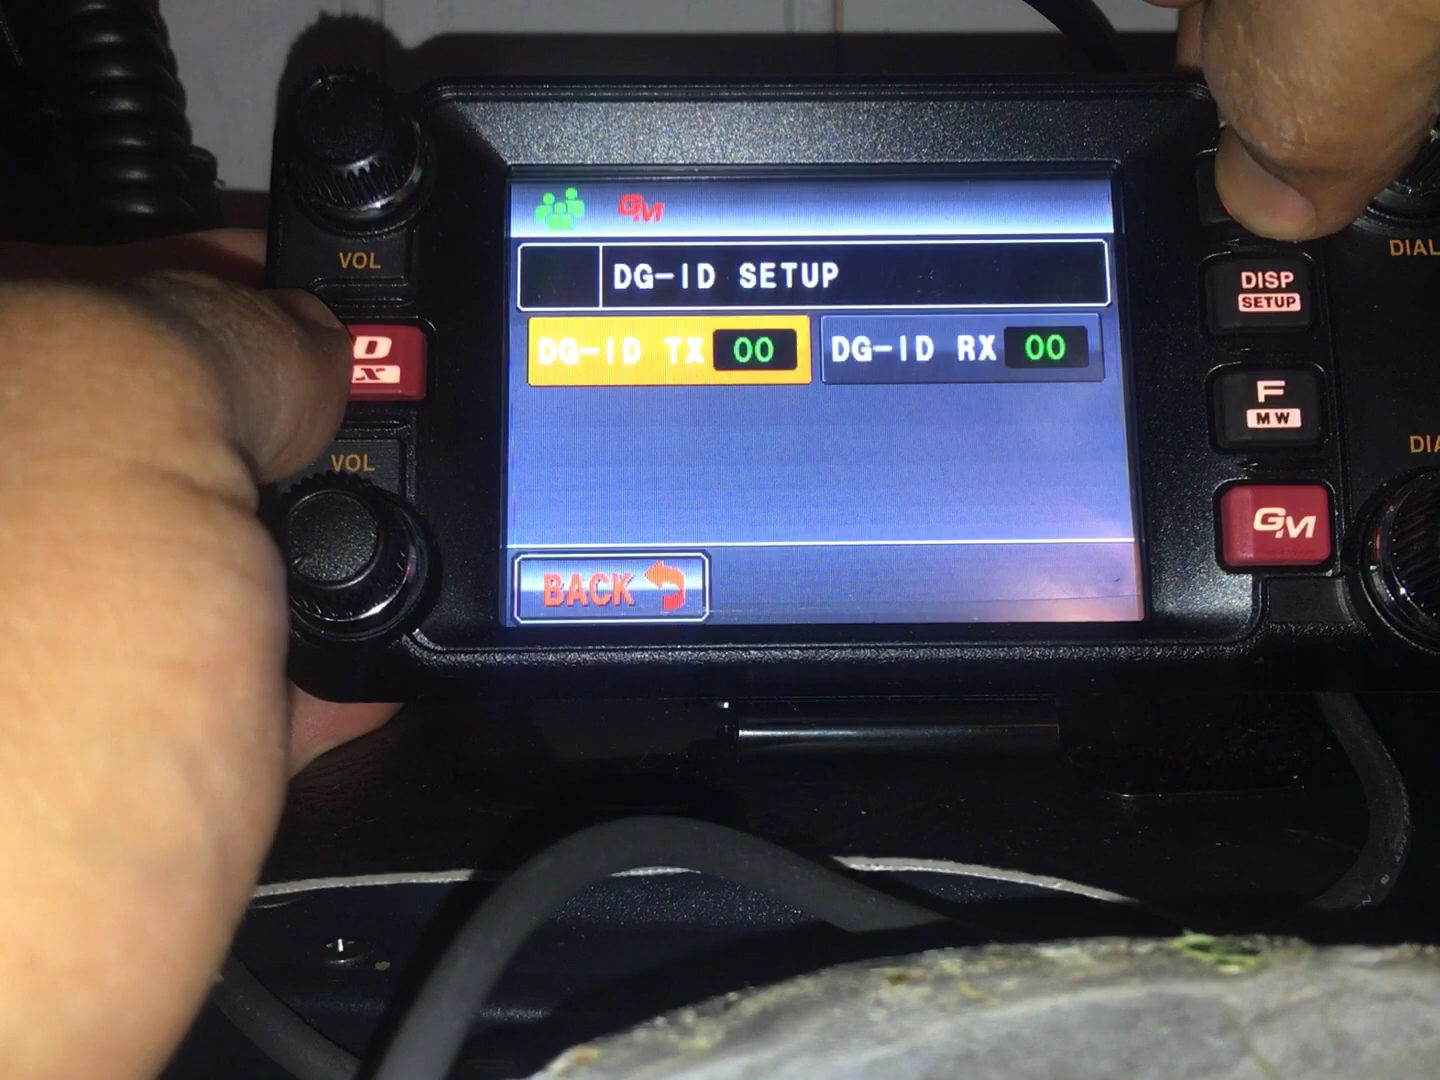 GM
VOL
DIAL
DG-ID SETUP
DISP
SETUP
DG-ID TX 00 DG-ID RX 00
X
F
MW
VOL
GM
BACK